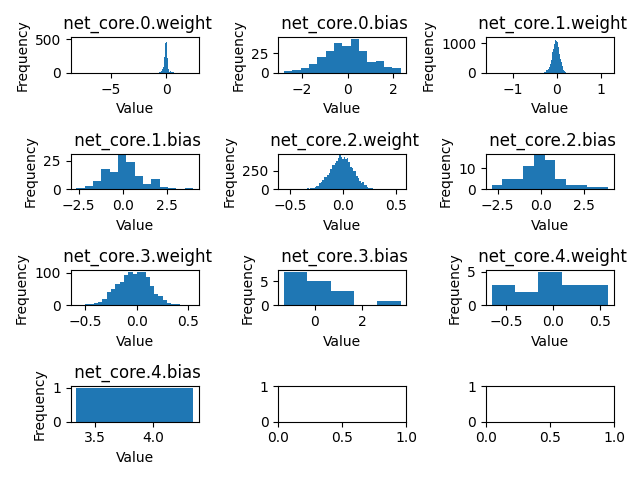 net_core.0.weight
Frequency
500
0
−5
0
Value
net_core.0.bias
Frequency
25
0
−2
0
2
Value
net_core.1.weight
Frequency
1000
0
−1
0
1
Value
net_core.1.bias
Frequency
25
0
−2.5
0.0
2.5
Value
net_core.2.weight
Frequency
250
0
−0.5
0.0
0.5
Value
net_core.2.bias
Frequency
10
0
−2.5
0.0
2.5
Value
net_core.3.weight
Frequency
100
0
−0.5
0.0
0.5
Value
net_core.3.bias
Frequency
5
0
0
2
Value
net_core.4.weight
Frequency
5
0
−0.5
0.0
0.5
Value
net_core.4.bias
Frequency
1
0
3.5
4.0
Value
1
0
0.0
0.5
1.0
1
0
0.0
0.5
1.0